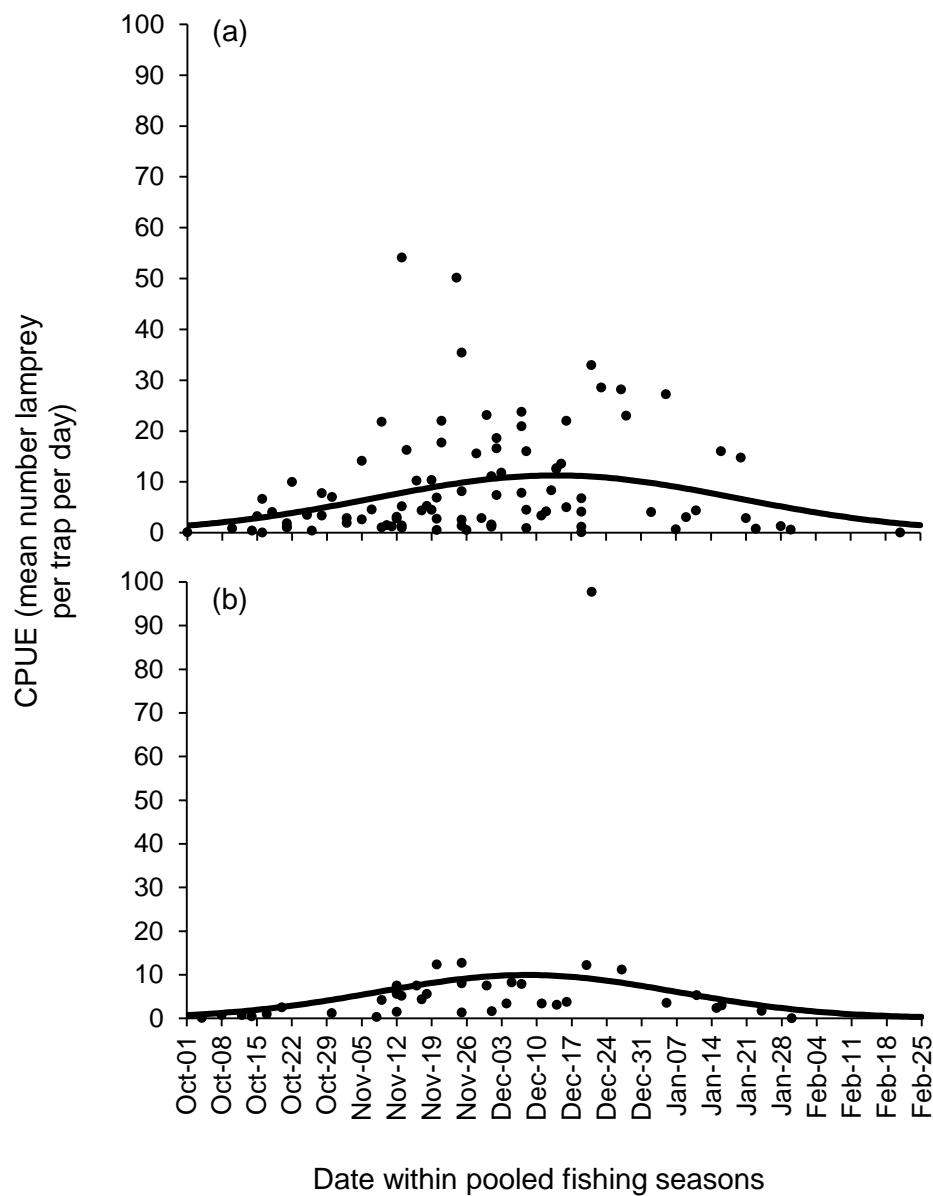 (a)
100
90
80
70
60
50
40
30
20
10
0
CPUE (mean number lamprey
per trap per day)
(b)
100
90
80
70
60
50
40
30
20
10
0
Oct-01
Oct-08
Oct-15
Oct-22
Oct-29
Nov-05
Nov-12
Nov-19
Nov-26
Dec-03
Dec-10
Dec-17
Dec-24
Dec-31
Jan-07
Jan-14
Jan-21
Jan-28
Feb-04
Feb-11
Feb-18
Feb-25
Date within pooled fishing seasons